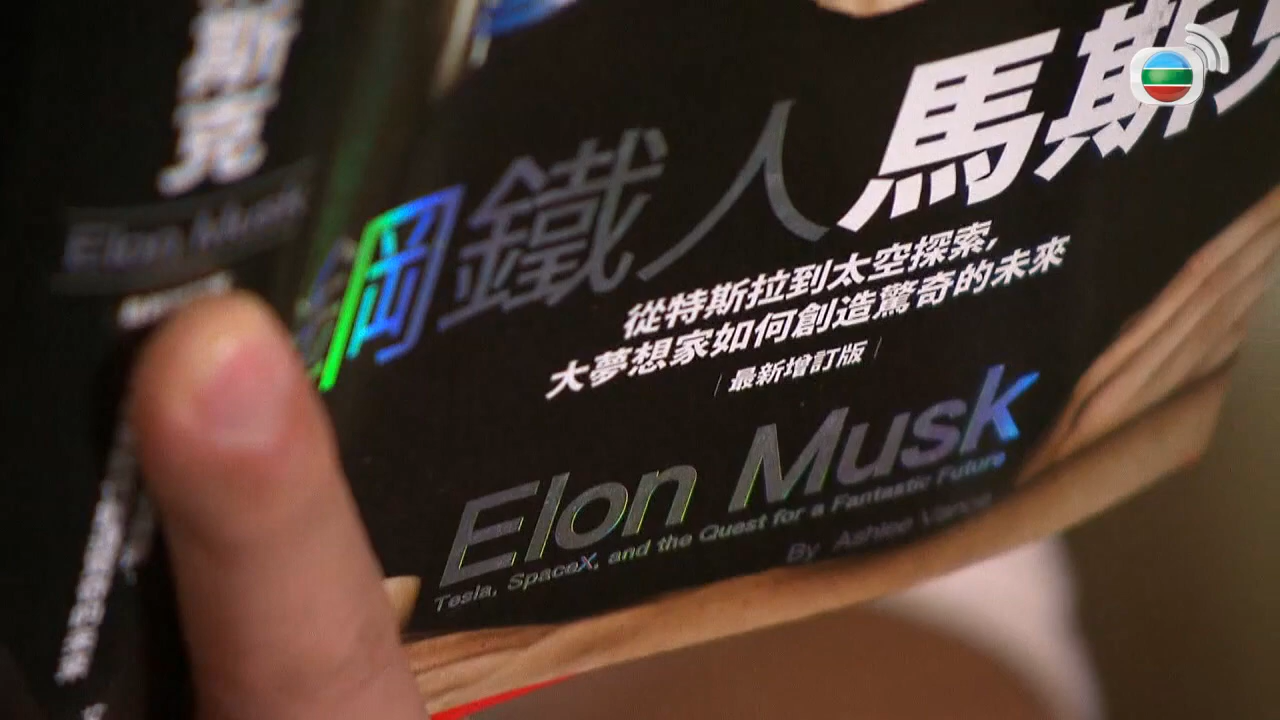 斯克
Elon Musk
鋼鐵人馬斯克
從特斯拉到太空探索,
大夢想家如何創造驚奇的未來
最新增訂版
Elon Musk
Tesla, SpaceX, and the Quest for a Fantastic Future
By Ashlee Vance